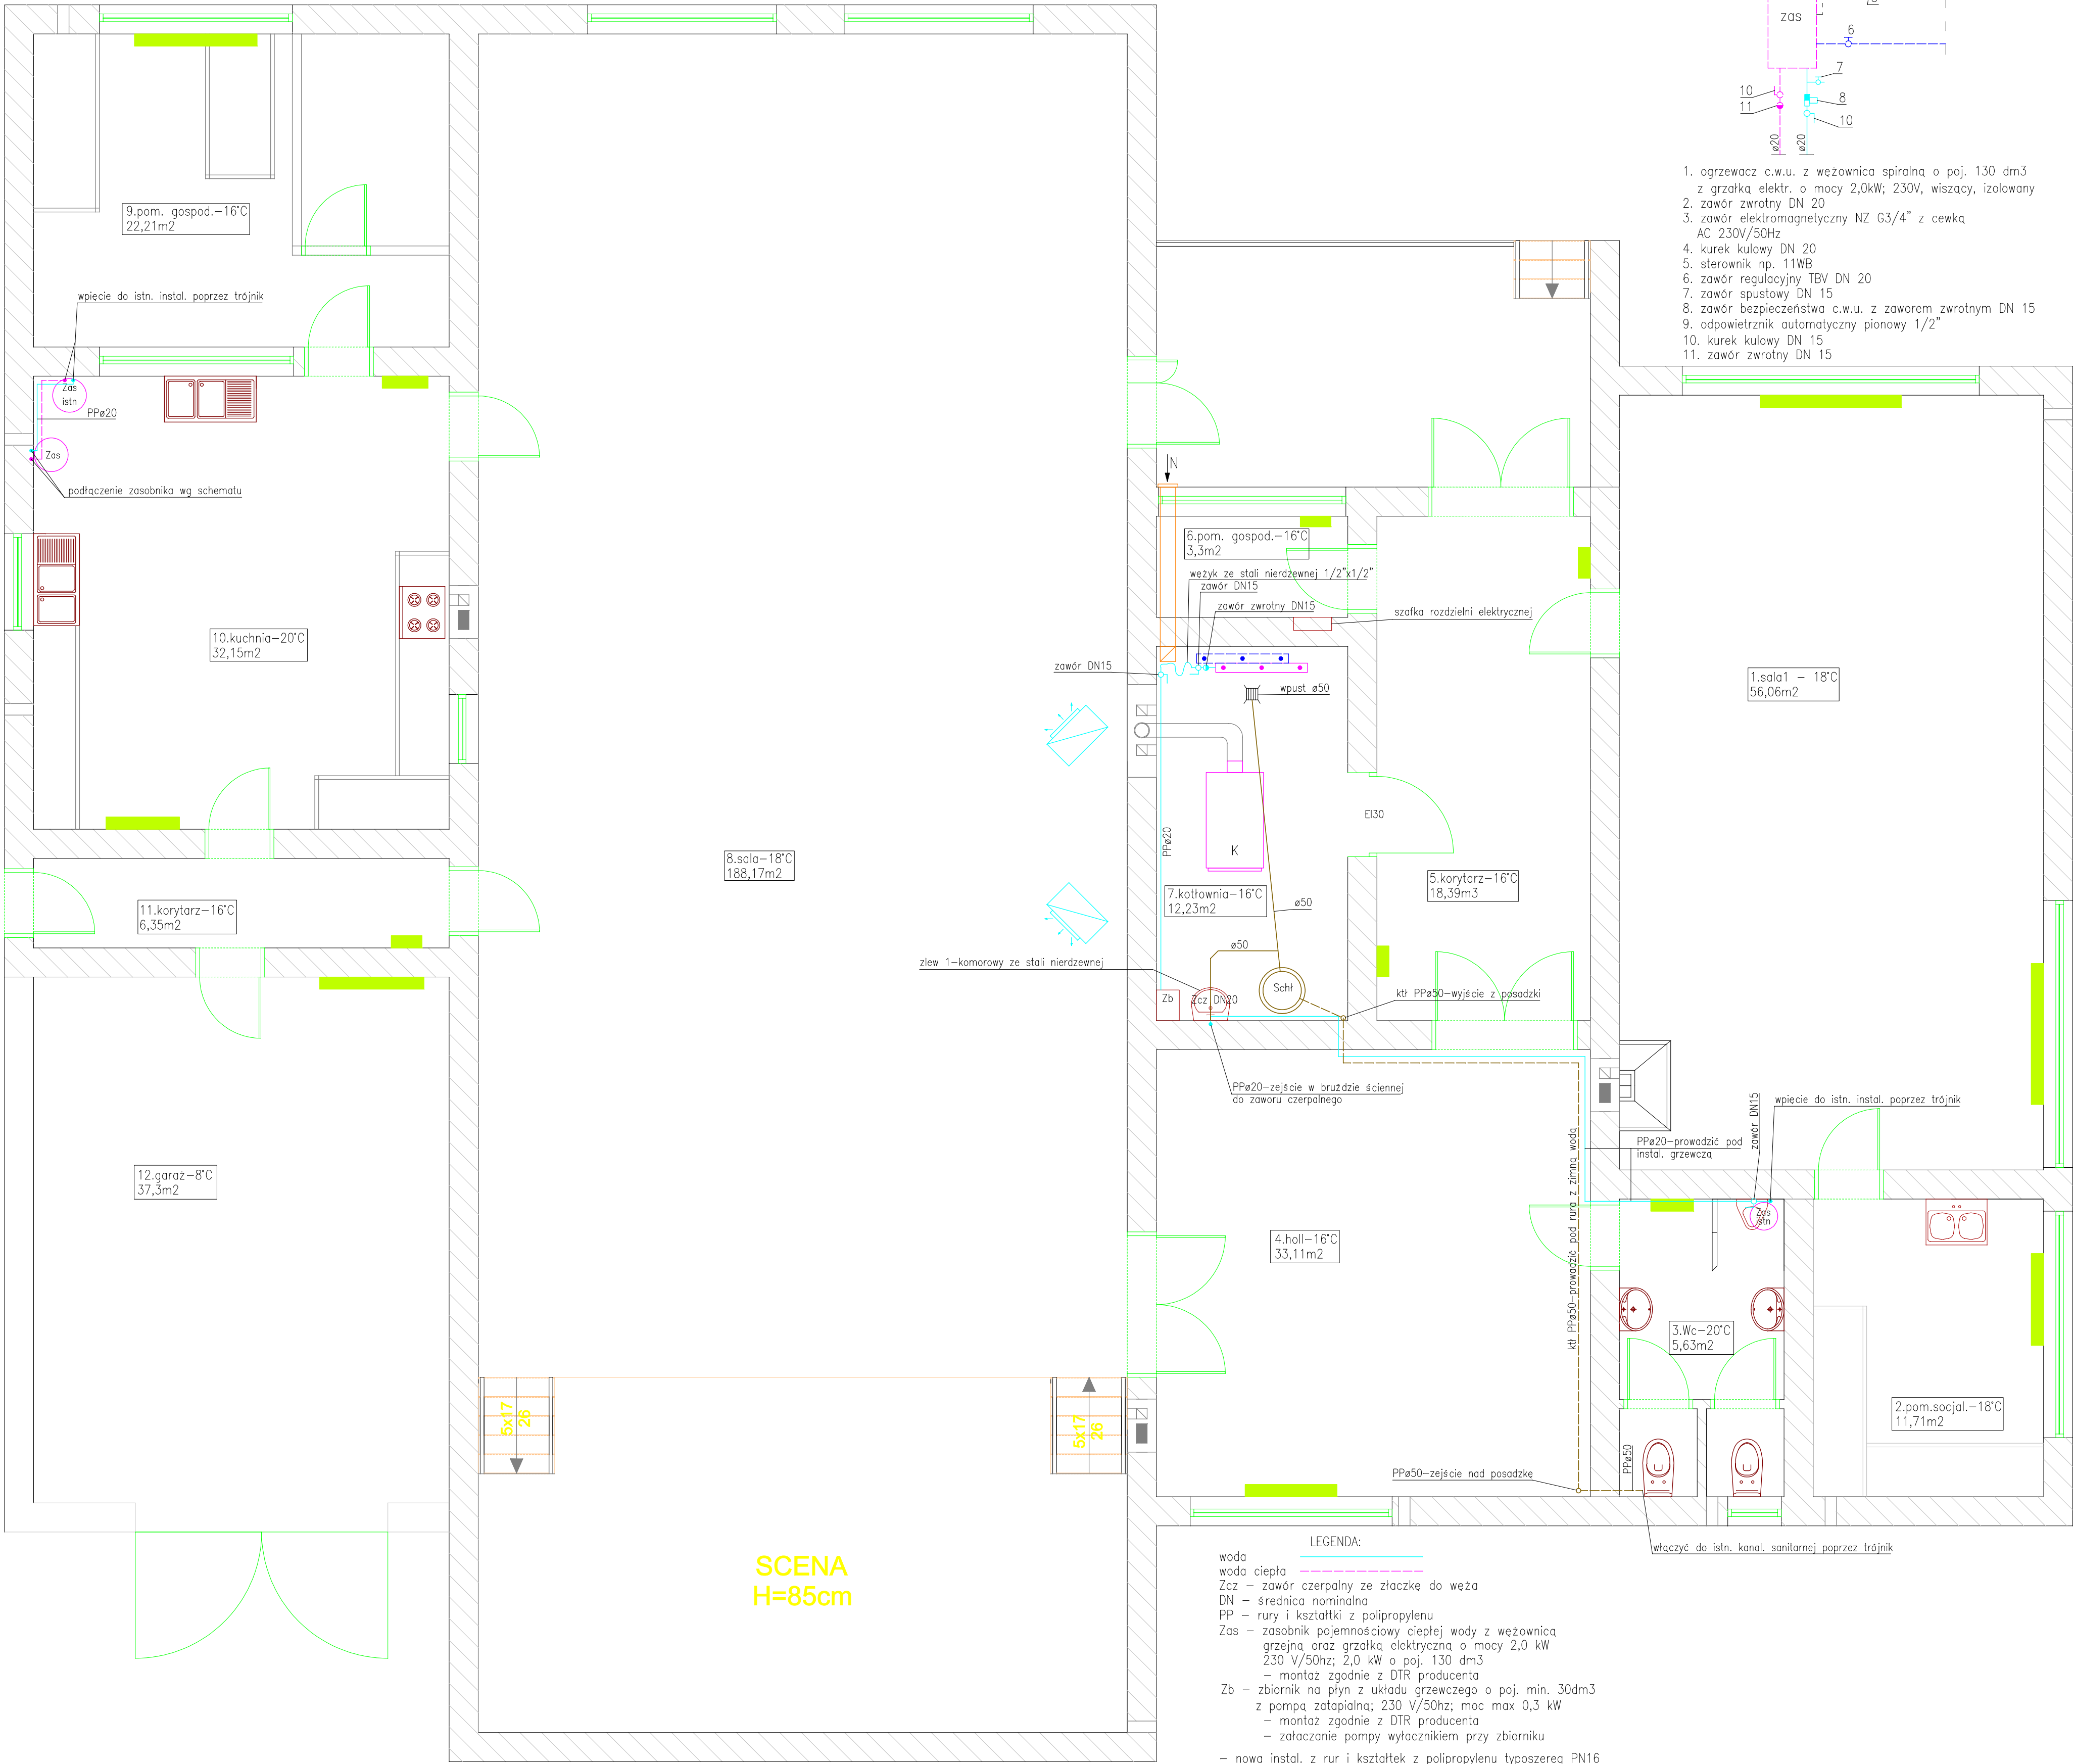 zas
6
7
10
11
8
10
ø20
ø20
1. ogrzewacz c.w.u. z wężownica spiralną o poj. 130 dm3
z grzałką elektr. o mocy 2,0kW; 230V, wiszący, izolowany
2. zawór zwrotny DN 20
3. zawór elektromagnetyczny NZ G3/4" z cewką
AC 230V/50Hz
4. kurek kulowy DN 20
5. sterownik np. 11WB
6. zawór regulacyjny TBV DN 20
7. zawór spustowy DN 15
8. zawór bezpieczeństwa c.w.u. z zaworem zwrotnym DN 15
9. odpowietrznik automatyczny pionowy 1/2"
10. kurek kulowy DN 15
11. zawór zwrotny DN 15
9.pom. gospod.-16°C
22,21m2
wpięcie do istn. instal. poprzez trójnik
Zas
istn
PPø20
Zas
podłączenie zasobnika wg schematu
10.kuchnia-20°C
32,15m2
11.korytarz-16°C
6,35m2
12.garaż-8°C
37,3m2
8.sala-18°C
188,17m2
N
6.pom. gospod.-16°C
3,3m2
wężyk ze stali nierdzewnej 1/2"x1/2"
zawór DN15
zawór zwrotny DN15
szafka rozdzielni elektrycznej
zawór DN15
wpust ø50
PPø20
K
EI30
7.kotłownia-16°C
12,23m2
ø50
ø50
5.korytarz-16°C
18,39m3
1.sala1 - 18°C
56,06m2
zlew 1-komorowy ze stali nierdzewnej
Zb
Zcz DN20
Schł
ktł PPø50-wyjście z posadzki
PPø20-zejście w bruździe ściennej
do zaworu czerpalnego
ktł PPø50-prowadzić pod rurą z zimną wodą
PPø20-prowadzić pod
instal. grzewczą
zawór DN15
wpięcie do istn. instal. poprzez trójnik
Zas
istn
4.holl-16°C
33,11m2
3.Wc-20°C
5,63m2
2.pom.socjal.-18°C
11,71m2
PPø50
PPø50-zejście nad posadzkę
włączyć do istn. kanal. sanitarnej poprzez trójnik
5x17
26
5x17
26
SCENA
H=85cm
LEGENDA:
woda
woda ciepła
Zcz - zawór czerpalny ze złaczkę do węża
DN - średnica nominalna
PP - rury i kształtki z polipropylenu
Zas - zasobnik pojemnościowy ciepłej wody z wężownicą
grzejną oraz grzałką elektryczną o mocy 2,0 kW
230 V/50hz; 2,0 kW o poj. 130 dm3
- montaż zgodnie z DTR producenta
Zb - zbiornik na płyn z układu grzewczego o poj. min. 30dm3
z pompą zatapialną; 230 V/50hz; moc max 0,3 kW
- montaż zgodnie z DTR producenta
- załaczanie pompy wyłacznikiem przy zbiorniku
- nowa instal. z rur i kształtek z polipropylenu typoszereg PN16